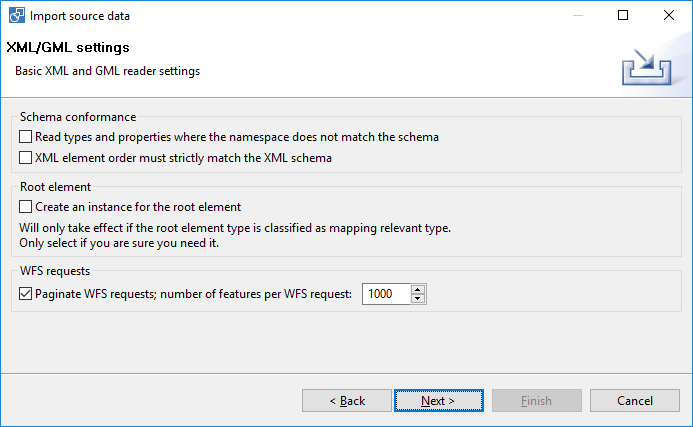 Import source data
XML/GML settings
Basic XML and GML reader settings
Schema conformance
Read types and properties where the namespace does not match the schema
XML element order must strictly match the XML schema
Root element
Create an instance for the root element
Will only take effect if the root element type is classified as mapping relevant type.
Only select if you are sure you need it.
WFS requests
Paginate WFS requests; number of features per WFS request: 1000
< Back Next > Finish Cancel